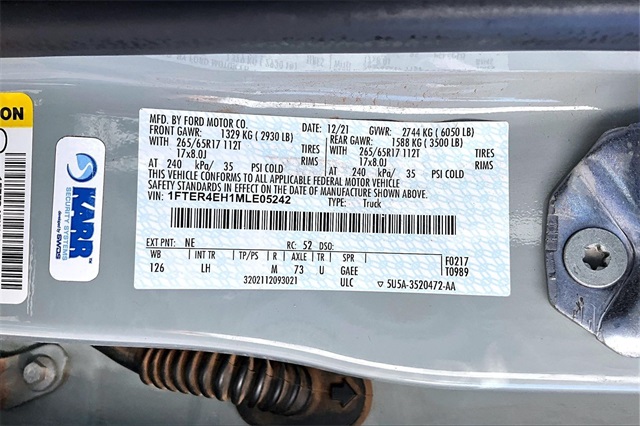 MFD. BY FORD MOTOR CO.
DATE: 12/21 GVWR: 2744 KG (6050 LB)
FRONT GAWR: 1329 KG (2930 LB) REAR GAWR: 1588 KG (3500 LB)
WITH 265/65R17 112T TIRES WITH 265/65R17 112T
17x8.0J RIMS 17x8.0J
AT 240 kPa/ 35 PSI COLD AT 240 kPa/ 35 PSI COLD
THIS VEHICLE CONFORMS TO ALL APPLICABLE FEDERAL MOTOR VEHICLE
SAFETY STANDARDS IN EFFECT ON THE DATE OF MANUFACTURE SHOWN ABOVE.
VIN: 1FTER4EH1MLE05242 TYPE: Truck
EXT PNT: NE RC: 52 DSO:
WB INT TR TP/PS R AXLE TR SPR F0217
126 LH M 73 U GAEE T0989
3202112093021 ULC 5U5A-3520472-AA
KARR
SECURITY SYSTEMS